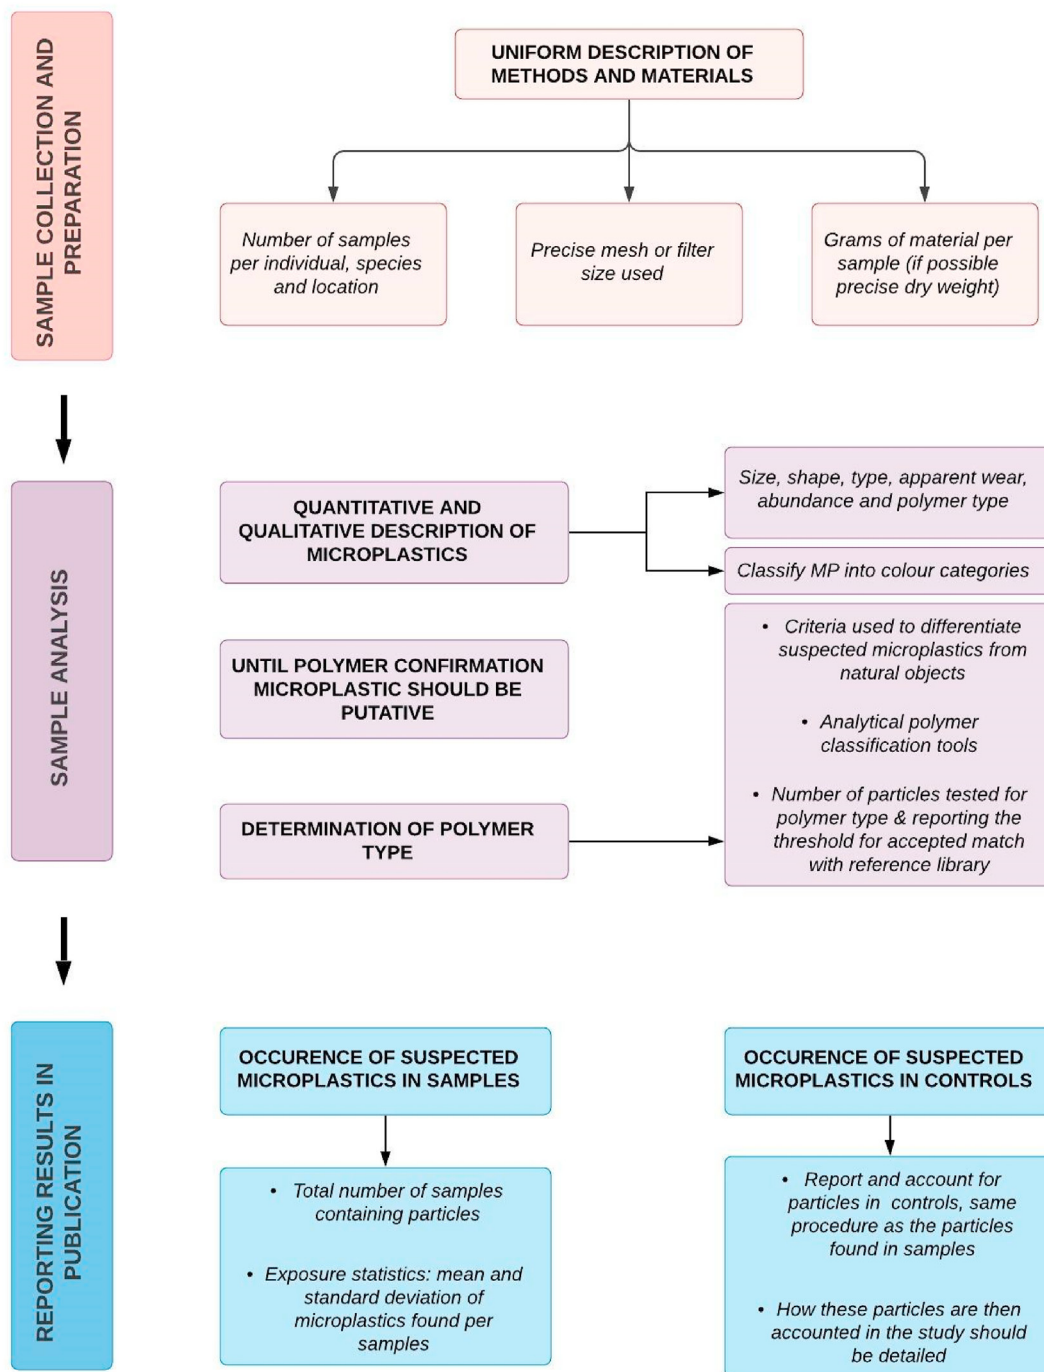 SAMPLE COLLECTION AND
PREPARATION
UNIFORM DESCRIPTION OF
METHODS AND MATERIALS
Number of samples
per individual, species
and location
Precise mesh or filter
size used
Grams of material per
sample (if possible
precise dry weight)
SAMPLE ANALYSIS
QUANTITATIVE AND
QUALITATIVE DESCRIPTION OF
MICROPLASTICS
Size, shape, type, apparent wear,
abundance and polymer type
Classify MP into colour categories
UNTIL POLYMER CONFIRMATION
MICROPLASTIC SHOULD BE
PUTATIVE
DETERMINATION OF POLYMER
TYPE
• Criteria used to differentiate
suspected microplastics from
natural objects
• Analytical polymer
classification tools
• Number of particles tested for
polymer type & reporting the
threshold for accepted match
with reference library
REPORTING RESULTS IN
PUBLICATION
OCCURENCE OF SUSPECTED
MICROPLASTICS IN SAMPLES
• Total number of samples
containing particles
• Exposure statistics: mean and
standard deviation of
microplastics found per
samples
OCCURENCE OF SUSPECTED
MICROPLASTICS IN CONTROLS
• Report and account for
particles in controls, same
procedure as the particles
found in samples
• How these particles are then
accounted in the study should
be detailed